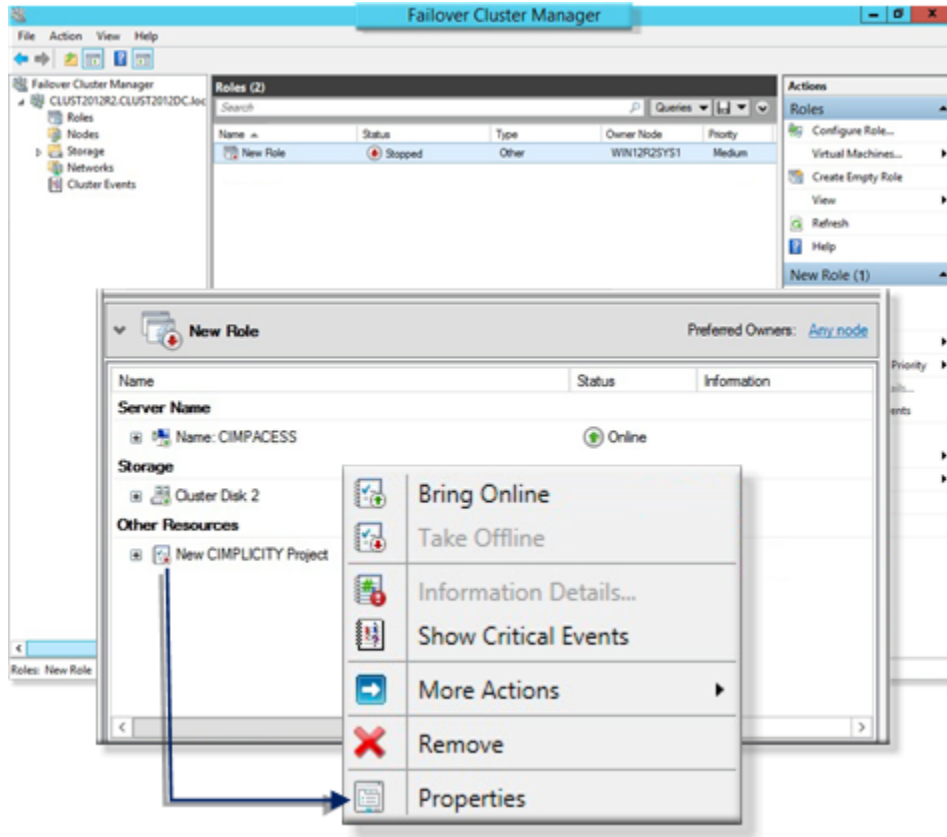 Failover Cluster Manager
File Action View Help
Failover Cluster Manager
CLUST2012R2.CLUST2012DC.loc
Roles
Nodes
Storage
Networks
Cluster Events
Roles (2)
Search
Queries
Name Status Type Owner Node Priority
New Role Stopped Other WIN12R2SYS1 Medium
Actions
Roles
Configure Role...
Virtual Machines...
Create Empty Role
View
Refresh
Help
New Role (1)
Priority
ails...
ents
New Role Preferred Owners: Any node
Name Status Information
Server Name
Name: CIMPACESS Online
Storage
Cluster Disk 2
Other Resources
New CIMPLICITY Project
Bring Online
Take Offline
Information Details...
Show Critical Events
More Actions
Remove
Properties
Roles: New Role